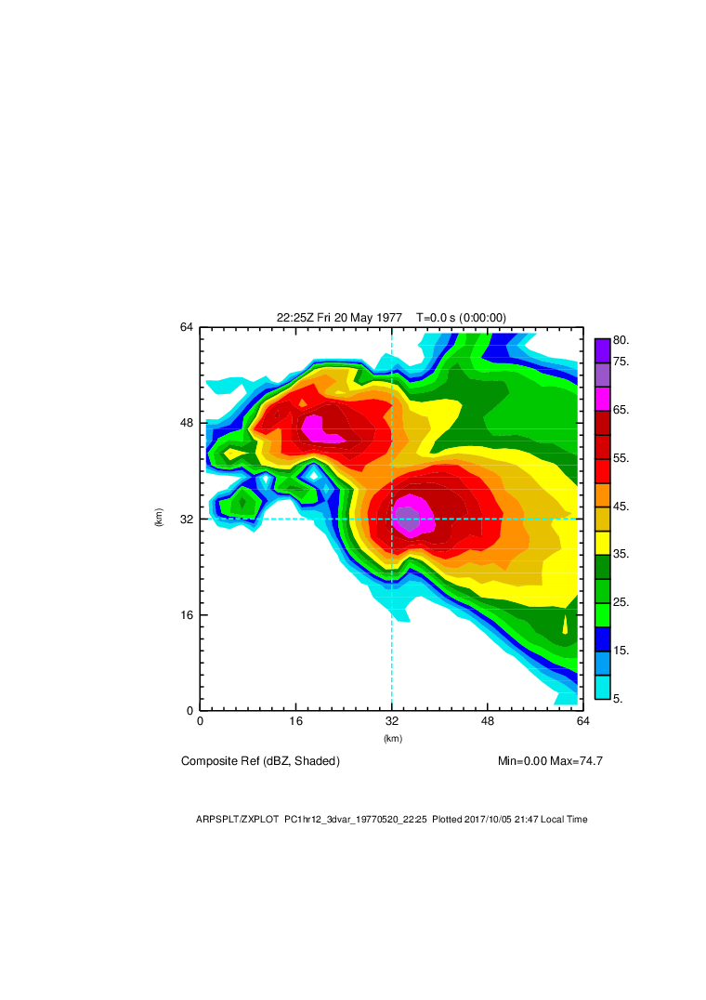 22:25Z Fri 20 May 1977 T=0.0 s (0:00:00)
64
48
32
16
0
(km)
0 16 32 48 64
(km)
80.
75.
65.
55.
45.
35.
25.
15.
5.
Composite Ref (dBZ, Shaded) Min=0.00 Max=74.7
ARPSPLT/ZXPLOT PC1hr12_3dvar_19770520_22:25 Plotted 2017/10/05 21:47 Local Time